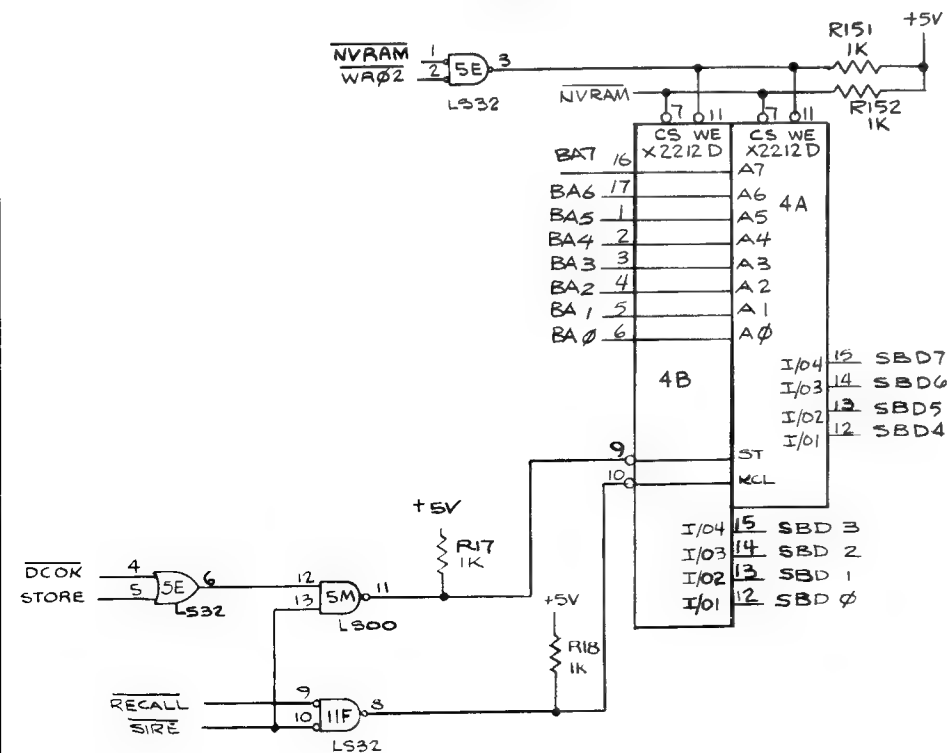 +5V
R151
1K
NVRAM 1
WRØ2 2
5E 3
LS32
NVRAM
R152
1K
7 11 7 11
CS WE CS WE
X2212D X2212D
BA7 16 A7
BA6 17 A6
4A
BA5 1 A5
BA4 2 A4
BA3 3 A3
BA2 4 A2
BA1 5 A1
BAØ 6 AØ
I/O4 15 SBD7
4B
I/O3 14 SBD6
I/O2 13 SBD5
I/O1 12 SBD4
9 ST
10 RCL
+5V
R17
1K
I/O4 15 SBD 3
I/O3 14 SBD 2
I/O2 13 SBD 1
I/O1 12 SBD Ø
DCOK 4
STORE 5
5E 6
LS32
12
13
5M 11
LS00
+5V
R18
1K
RECALL 9
SIRE 10
11F 8
LS32